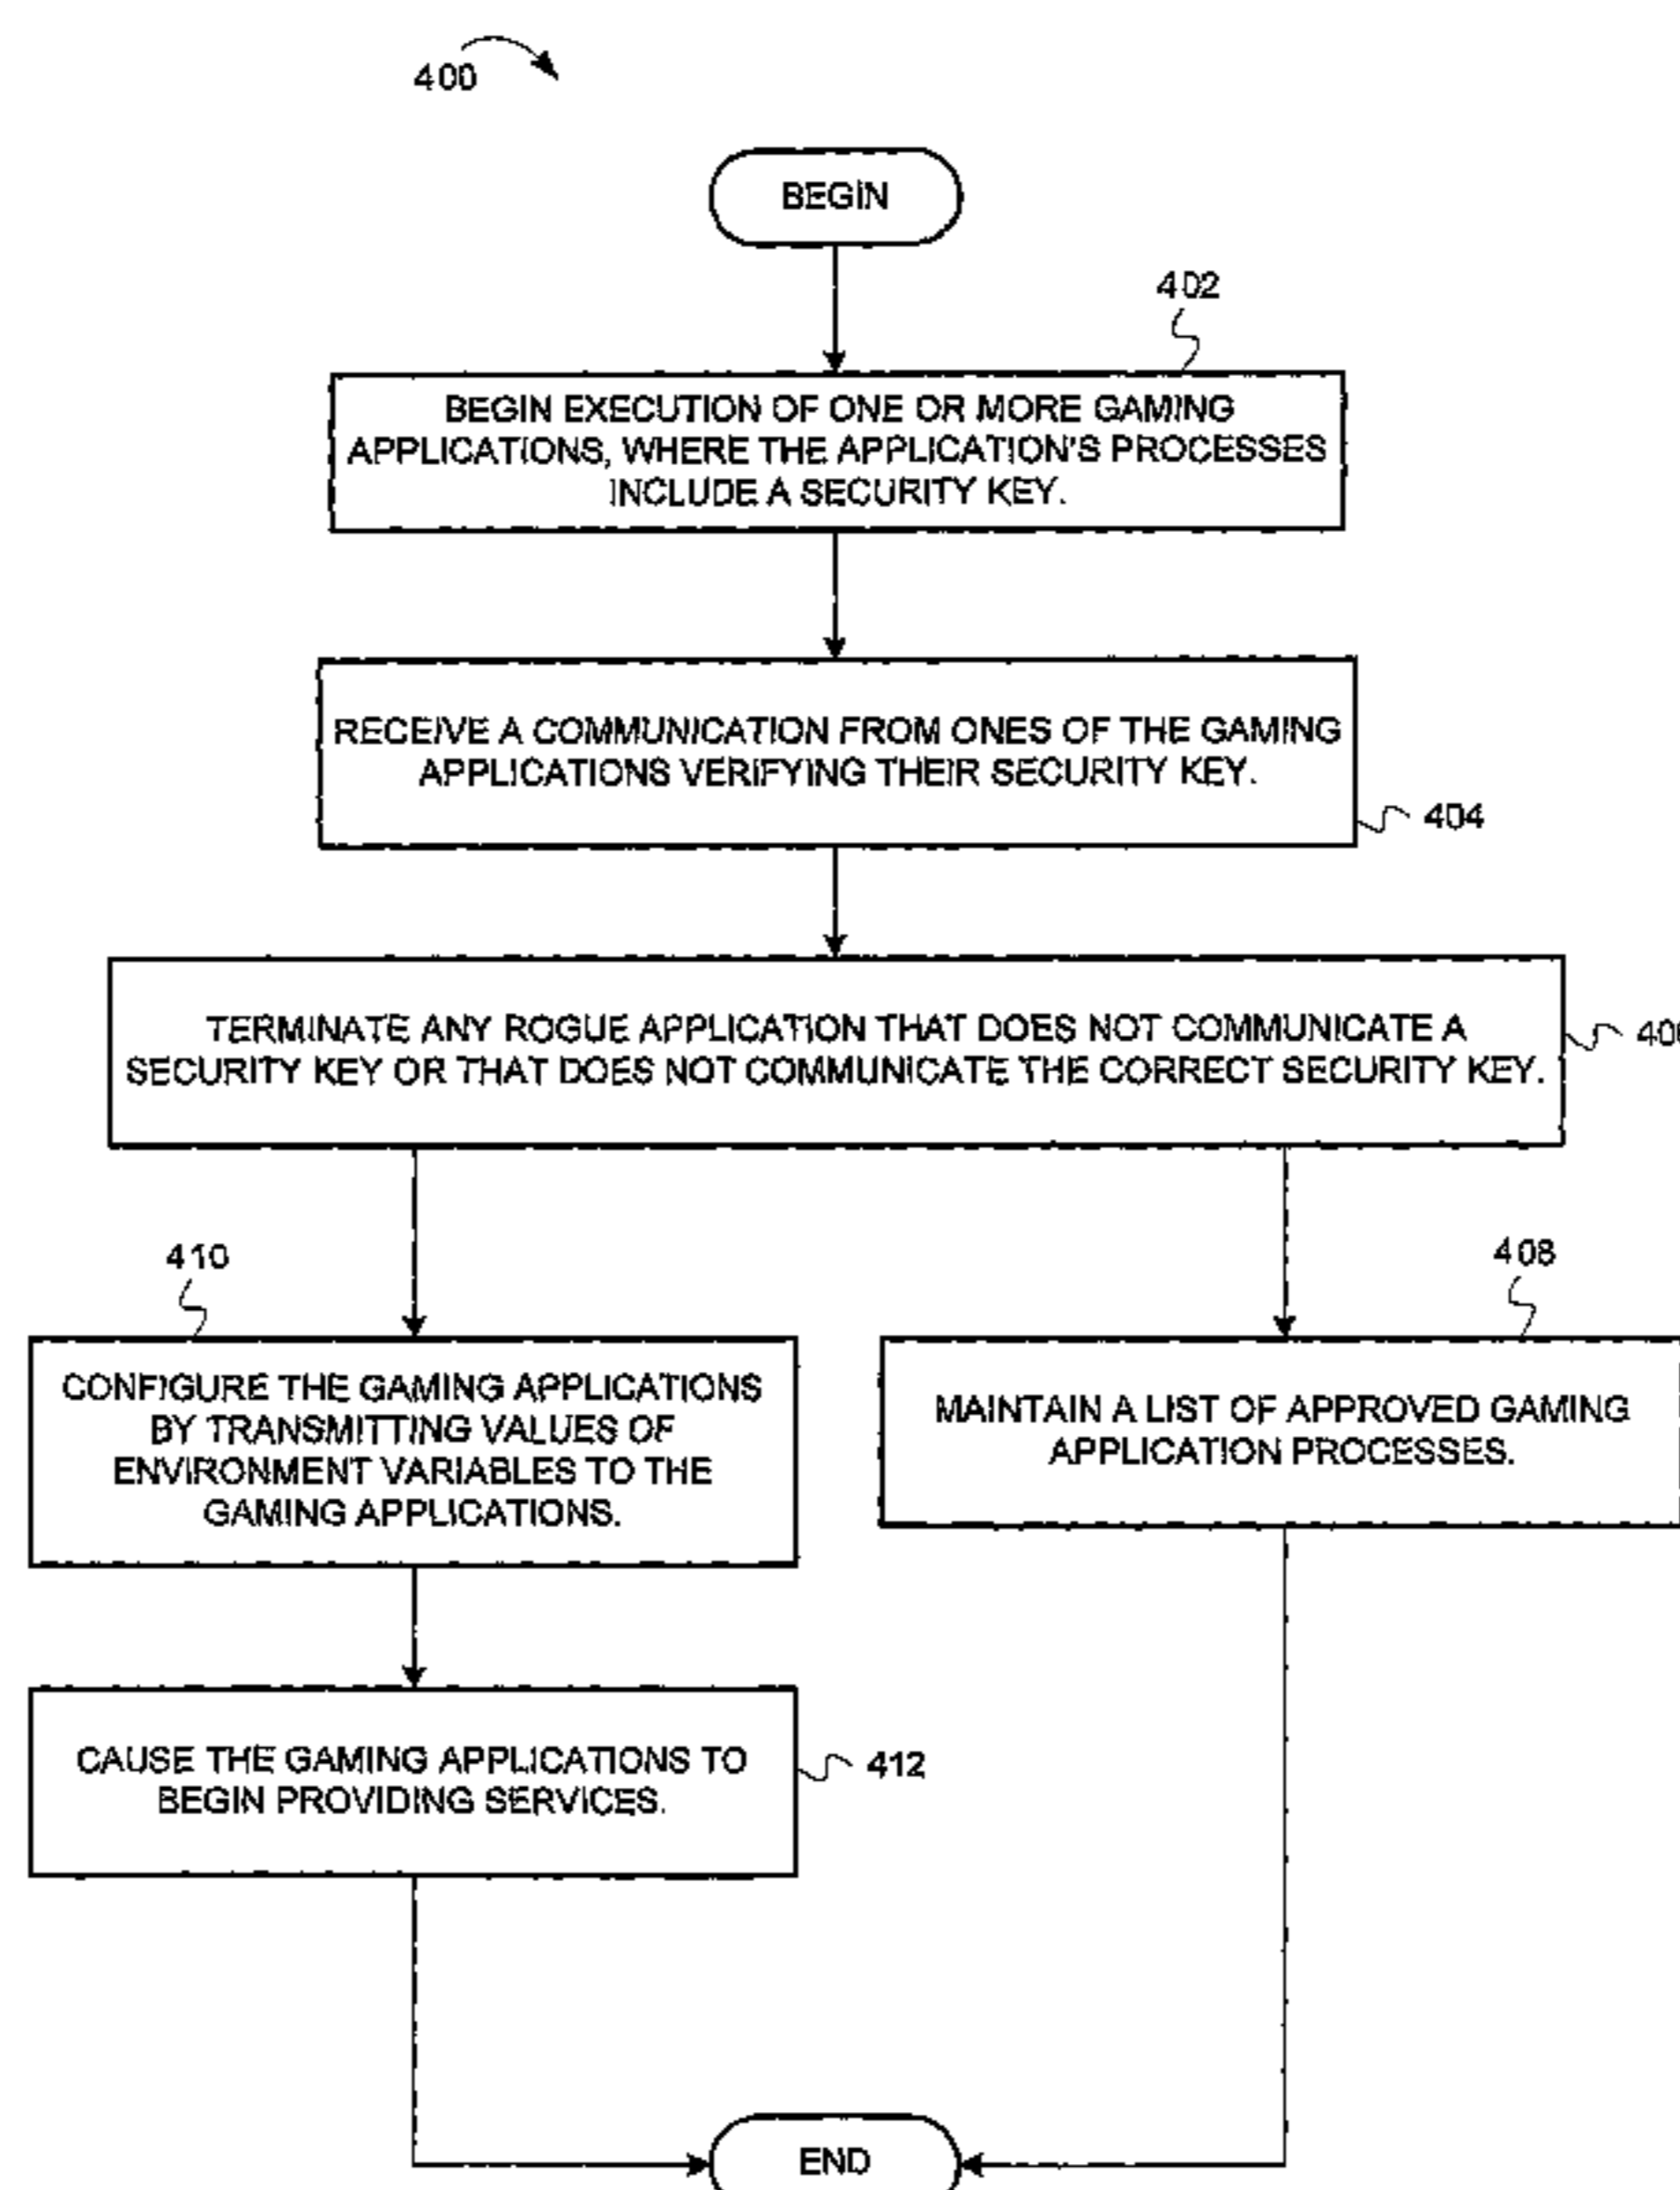 400
BEGIN
402
BEGIN EXECUTION OF ONE OR MORE GAMING
APPLICATIONS, WHERE THE APPLICATION'S PROCESSES
INCLUDE A SECURITY KEY.
RECEIVE A COMMUNICATION FROM ONES OF THE GAMING
APPLICATIONS VERIFYING THEIR SECURITY KEY.
404
TERMINATE ANY ROGUE APPLICATION THAT DOES NOT COMMUNICATE A
SECURITY KEY OR THAT DOES NOT COMMUNICATE THE CORRECT SECURITY KEY.
410
408
CONFIGURE THE GAMING APPLICATIONS
BY TRANSMITTING VALUES OF
ENVIRONMENT VARIABLES TO THE
GAMING APPLICATIONS.
MAINTAIN A LIST OF APPROVED GAMING
APPLICATION PROCESSES.
CAUSE THE GAMING APPLICATIONS TO
BEGIN PROVIDING SERVICES.
412
END